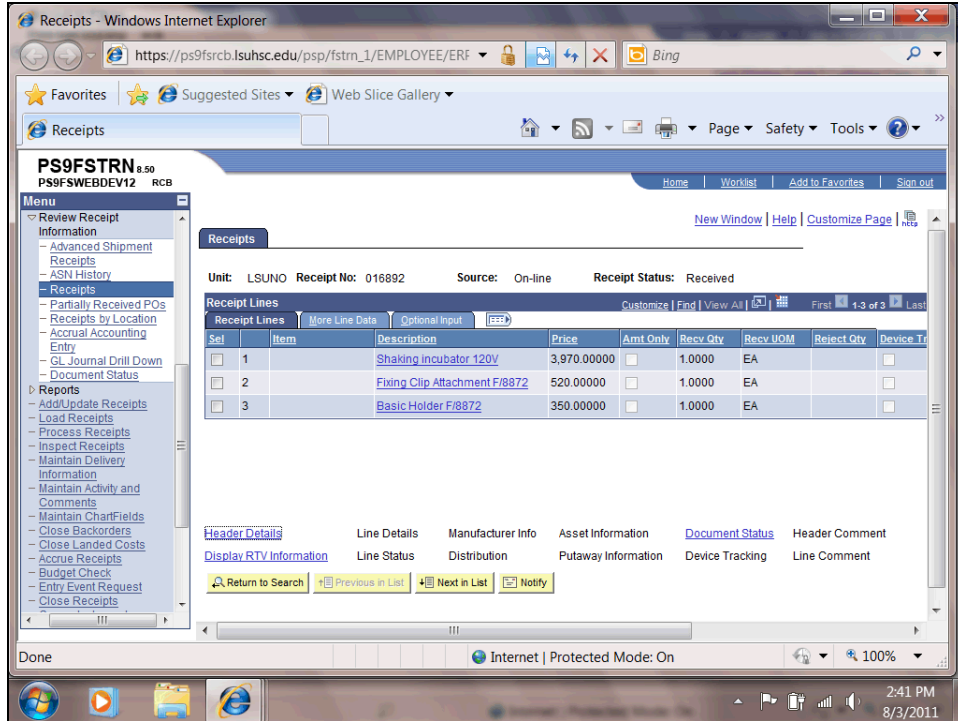 Receipts - Windows Internet Explorer
https://ps9fsrcb.lsuhsc.edu/psp/fstrn_1/EMPLOYEE/ERF
Bing
Favorites Suggested Sites Web Slice Gallery
Receipts
Page Safety Tools
PS9FSTRN 8.50
PS9FSWEBDEV12 RCB
Home | Worklist | Add to Favorites | Sign out
Menu
Review Receipt
Information
Advanced Shipment
Receipts
ASN History
Receipts
Partially Received POs
Receipts by Location
Accrual Accounting
Entry
GL Journal Drill Down
Document Status
Reports
Add/Update Receipts
Load Receipts
Process Receipts
Inspect Receipts
Maintain Delivery
Information
Maintain Activity and
Comments
Maintain ChartFields
Close Backorders
Close Landed Costs
Accrue Receipts
Budget Check
Entry Event Request
Close Receipts
New Window | Help | Customize Page | http
Receipts
Unit: LSUNO Receipt No: 016892 Source: On-line Receipt Status: Received
Receipt Lines Customize | Find | View All | First 1-3 of 3 Last
Receipt Lines More Line Data Optional Input
Sel Item Description Price Amt Only Recv Qty Recv UOM Reject Qty Device Tr
1 Shaking incubator 120V 3,970.00000 1.0000 EA
2 Fixing Clip Attachment F/8872 520.00000 1.0000 EA
3 Basic Holder F/8872 350.00000 1.0000 EA
Header Details Line Details Manufacturer Info Asset Information Document Status Header Comment
Display RTV Information Line Status Distribution Putaway Information Device Tracking Line Comment
Return to Search Previous in List Next in List Notify
Done Internet | Protected Mode: On 100%
2:41 PM
8/3/2011